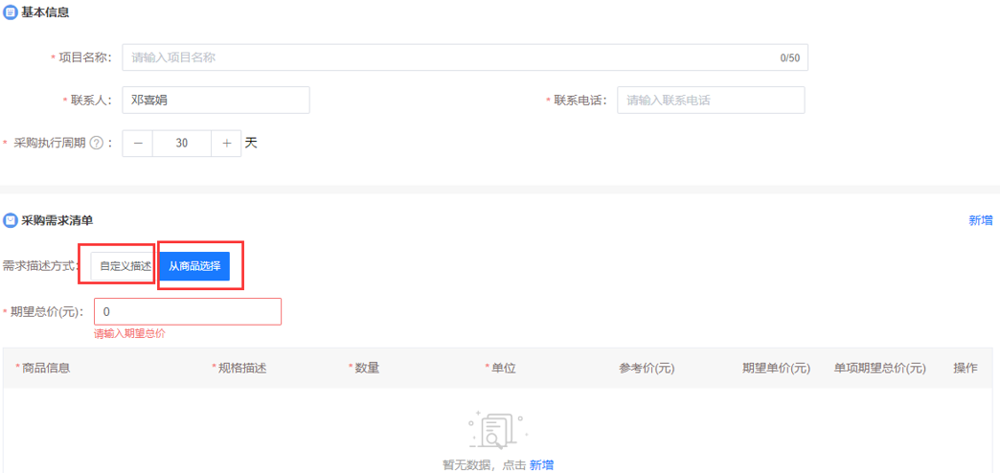 基本信息
* 项目名称： 请输入项目名称 0/50
* 联系人： 邓喜娟 * 联系电话： 请输入联系电话
* 采购执行周期 ? ： − 30 + 天
采购需求清单 新增
需求描述方式： 自定义描述 从商品选择
* 期望总价(元)： 0
请输入期望总价
* 商品信息 * 规格描述 * 数量 * 单位 参考价(元) 期望单价(元) 单项期望总价(元) 操作
暂无数据，点击 新增